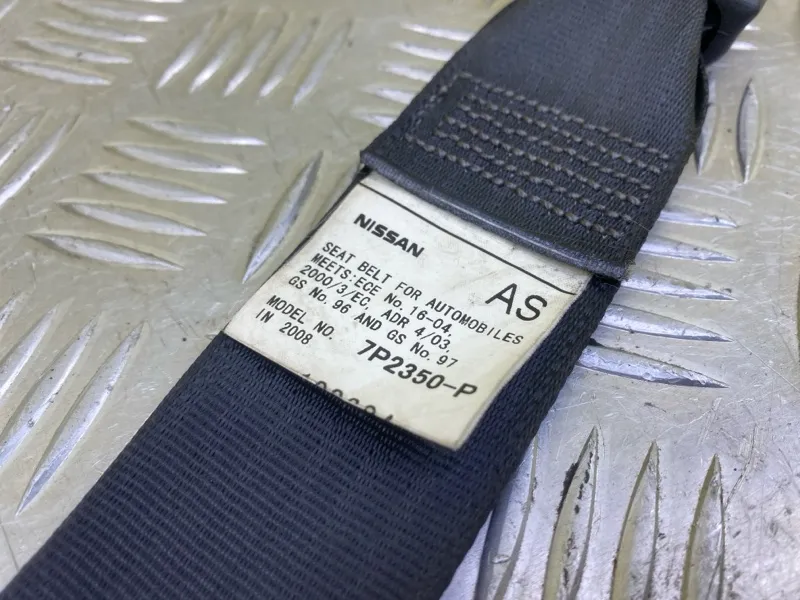 NISSAN
AS
SEAT BELT FOR AUTOMOBILES
MEETS:ECE No.16-04,
2000/3/EC, ADR 4/03,
GS No.96 AND GS No.97
MODEL NO. 7P2350-P
IN 2008